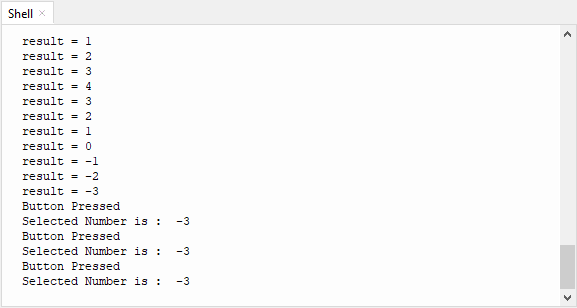 Shell
result = 1
result = 2
result = 3
result = 4
result = 3
result = 2
result = 1
result = 0
result = -1
result = -2
result = -3
Button Pressed
Selected Number is :  -3
Button Pressed
Selected Number is :  -3
Button Pressed
Selected Number is :  -3